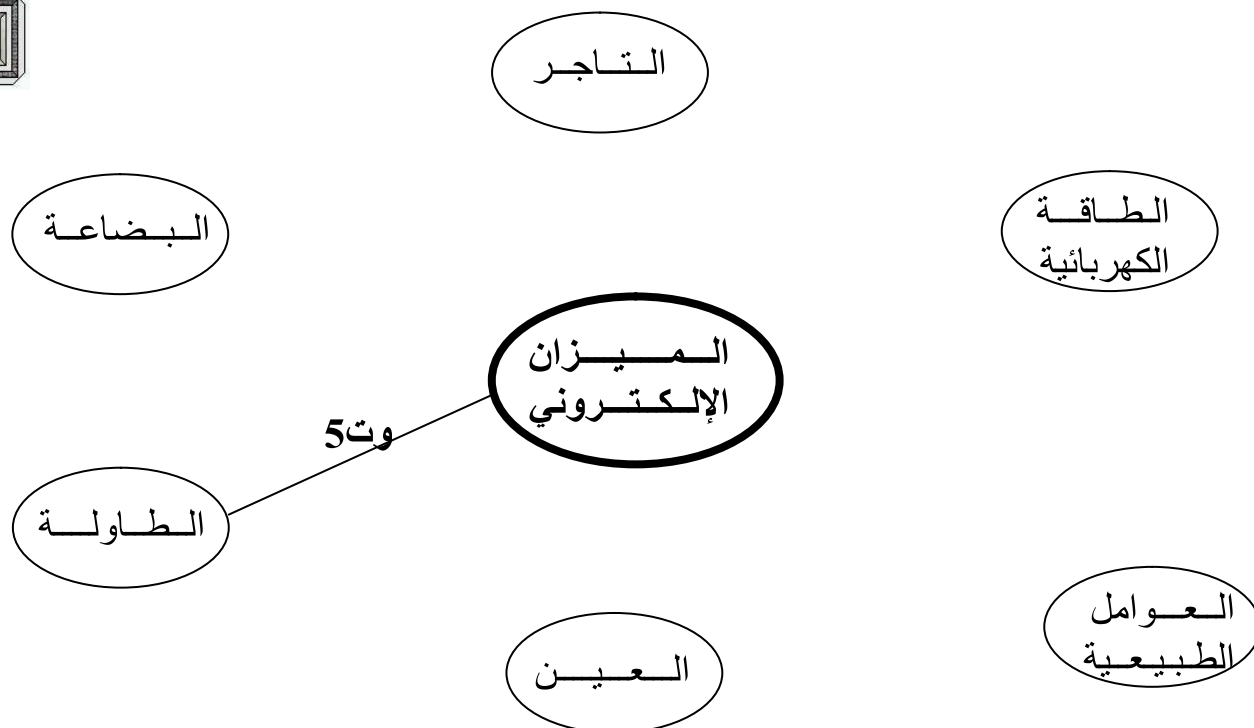 التاجر
الطاقة
الكهربائية
البضاعة
الميزان
الإلكتروني
وت5
الطاولة
العوامل
الطبيعية
العين